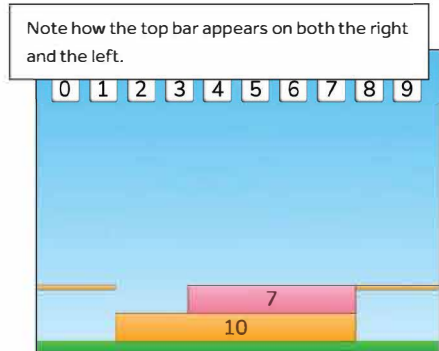 Note how the top bar appears on both the right
and the left.
0 1 2 3 4 5 6 7 8 9
7
10